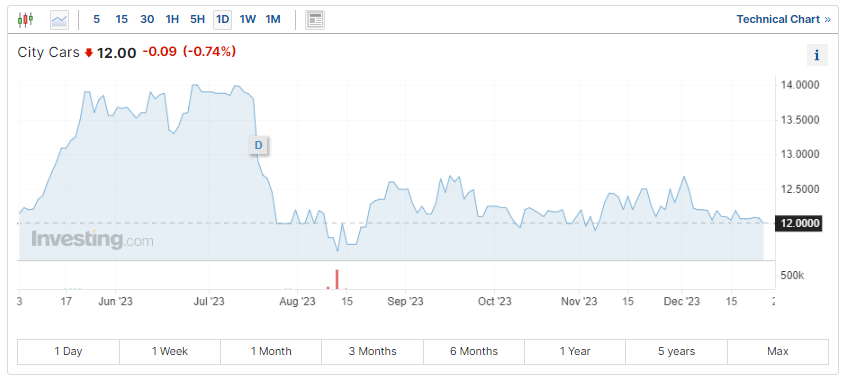 5 15 30 1H 5H 1D 1W 1M Technical Chart »
City Cars 12.00 -0.09 (-0.74%) i
14.0000
13.5000
D
13.0000
12.5000
12.0000
Investing.com
500k
3 17 Jun '23 Jul '23 Aug '23 15 Sep '23 Oct '23 Nov '23 15 Dec '23 15 2
1 Day 1 Week 1 Month 3 Months 6 Months 1 Year 5 years Max